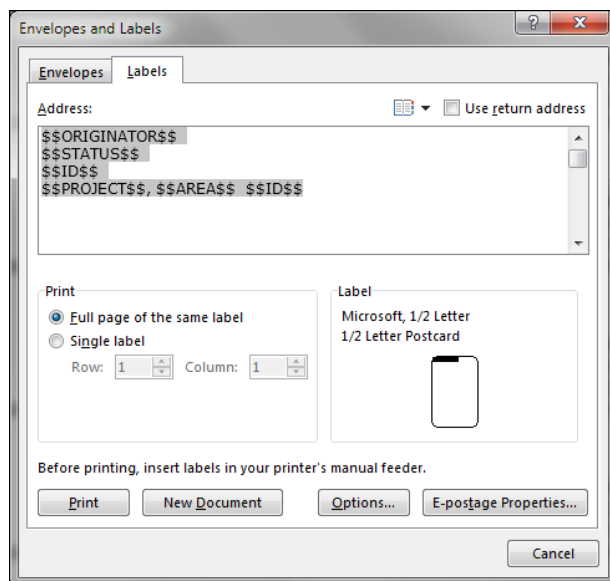 Envelopes and Labels
Envelopes Labels
Address: Use return address
$$ORIGINATOR$$
$$STATUS$$
$$ID$$
$$PROJECT$$, $$AREA$$ $$ID$$
Print
Full page of the same label
Single label
Row: 1 Column: 1
Label
Microsoft, 1/2 Letter
1/2 Letter Postcard
Before printing, insert labels in your printer's manual feeder.
Print New Document Options... E-postage Properties...
Cancel